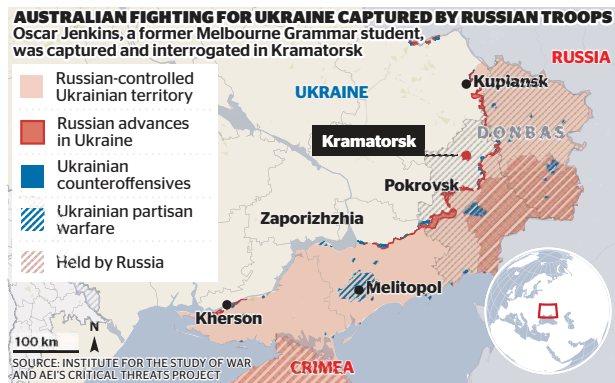 AUSTRALIAN FIGHTING FOR UKRAINE CAPTURED BY RUSSIAN TROOPS
Oscar Jenkins, a former Melbourne Grammar student,
was captured and interrogated in Kramatorsk
Russian-controlled
Ukrainian territory
Russian advances
in Ukraine
Ukrainian
counteroffensives
Ukrainian partisan
warfare
Held by Russia
RUSSIA
Kupiansk
UKRAINE
DONBAS
Kramatorsk
Pokrovsk
Zaporizhzhia
Melitopol
Kherson
N
100 km
CRIMEA
SOURCE: INSTITUTE FOR THE STUDY OF WAR
AND AEI'S CRITICAL THREATS PROJECT